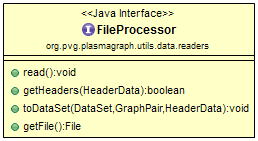 <<Java Interface>>
FileProcessor
org.pvg.plasmagraph.utils.data.readers
read():void
getHeaders(HeaderData):boolean
toDataSet(DataSet,GraphPair,HeaderData):void
getFile():File